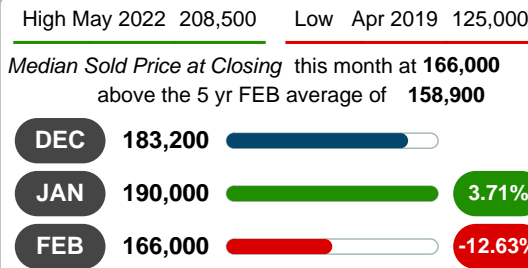 High May 2022 208,500 Low Apr 2019 125,000
Median Sold Price at Closing this month at 166,000
above the 5 yr FEB average of 158,900
DEC 183,200
JAN 190,000 3.71%
FEB 166,000 -12.63%